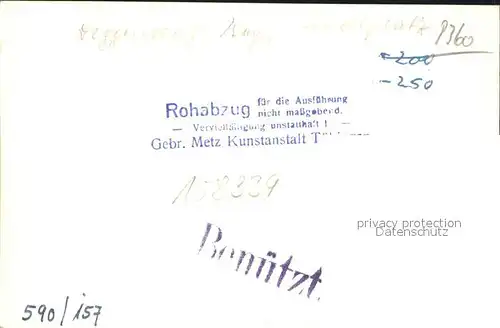 1360
200
-250
Rohabzug für die Ausführung nicht maßgebend.
— Vervielfältigung unstatthaft! —
Gebr. Metz Kunstanstalt
158339
privacy protection
Datenschutz
Benützt.
590/157